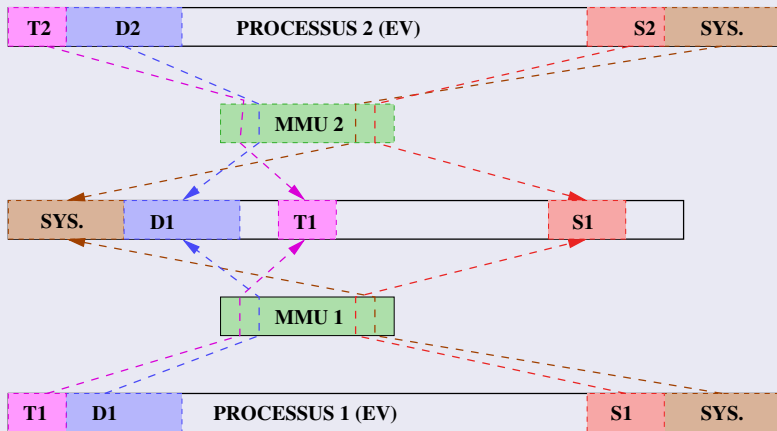 T2 D2 PROCESSUS 2 (EV) S2 SYS.
MMU 2
SYS. D1 T1 S1
MMU 1
T1 D1 PROCESSUS 1 (EV) S1 SYS.